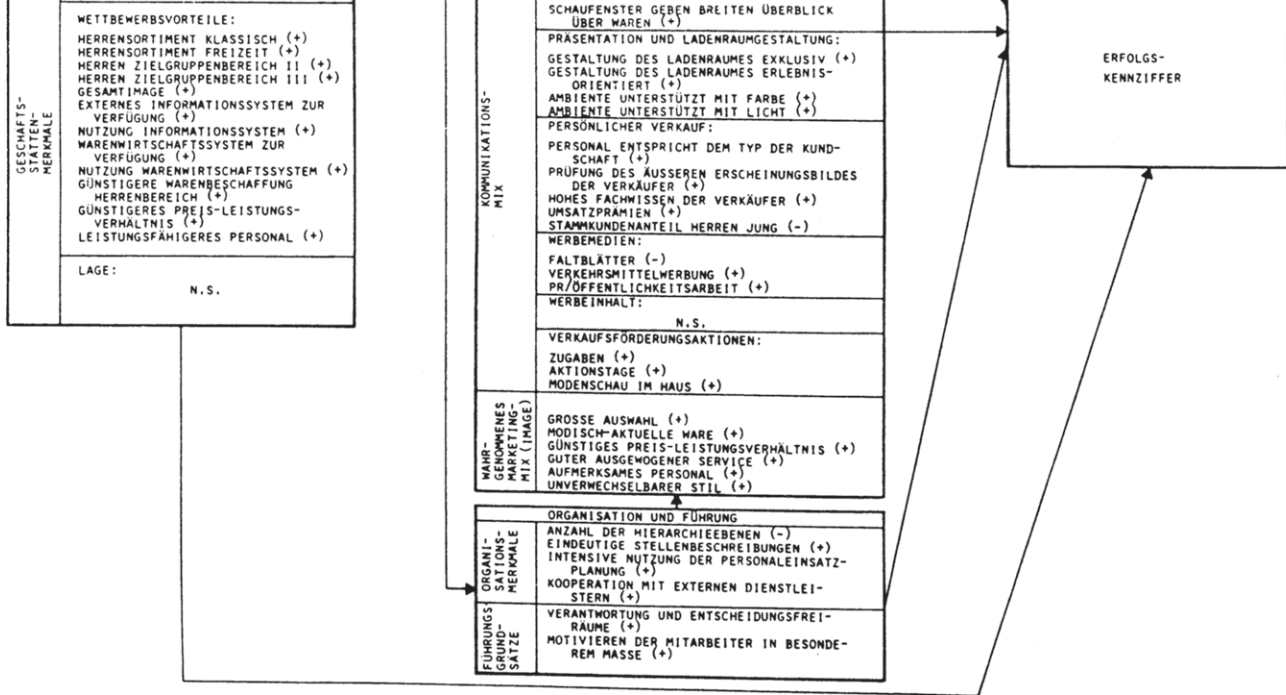 WETTBEWERBSVORTEILE:
HERRENSORTIMENT KLASSISCH (+)
HERRENSORTIMENT FREIZEIT (+)
HERREN ZIELGRUPPENBEREICH II (+)
HERREN ZIELGRUPPENBEREICH III (+)
GESAMTIMAGE (+)
EXTERNES INFORMATIONSSYSTEM ZUR
VERFÜGUNG (+)
NUTZUNG INFORMATIONSSYSTEM (+)
WARENWIRTSCHAFTSSYSTEM ZUR
VERFÜGUNG (+)
NUTZUNG WARENWIRTSCHAFTSSYSTEM (+)
GÜNSTIGERE WARENBESCHAFFUNG
HERRENBEREICH (+)
GÜNSTIGERES PREIS-LEISTUNGS-
VERHÄLTNIS (+)
LEISTUNGSFÄHIGERES PERSONAL (+)
GESCHÄFTS-
STÄTTEN-
MERKMALE
LAGE:
N.S.
SCHAUFENSTER GEBEN BREITEN ÜBERBLICK
ÜBER WAREN (+)
PRÄSENTATION UND LADENRAUMGESTALTUNG:
GESTALTUNG DES LADENRAUMES EXKLUSIV (+)
GESTALTUNG DES LADENRAUMES ERLEBNIS-
ORIENTIERT (+)
AMBIENTE UNTERSTÜTZT MIT FARBE (+)
AMBIENTE UNTERSTÜTZT MIT LICHT (+)
KOMMUNIKATIONS-
MIX
PERSÖNLICHER VERKAUF:
PERSONAL ENTSPRICHT DEM TYP DER KUND-
SCHAFT (+)
PRÜFUNG DES ÄUSSEREN ERSCHEINUNGSBILDES
DER VERKÄUFER (+)
HOHES FACHWISSEN DER VERKÄUFER (+)
UMSATZPRÄMIEN (+)
STAMMKUNDENANTEIL HERREN JUNG (-)
WERBEMEDIEN:
FALTBLÄTTER (-)
VERKEHRSMITTELWERBUNG (+)
PR/ÖFFENTLICHKEITSARBEIT (+)
WERBEINHALT:
N.S.
VERKAUFSFÖRDERUNGSAKTIONEN:
ZUGABEN (+)
AKTIONSTAGE (+)
MODENSCHAU IM HAUS (+)
WAHR-
GENOMMENES
MARKETING-
MIX (IMAGE)
GROSSE AUSWAHL (+)
MODISCH-AKTUELLE WARE (+)
GÜNSTIGES PREIS-LEISTUNGSVERHÄLTNIS (+)
GUTER AUSGEWOGENER SERVICE (+)
AUFMERKSAMES PERSONAL (+)
UNVERWECHSELBARER STIL (+)
ORGANISATION UND FÜHRUNG
ORGANI-
SATIONS-
MERKMALE
ANZAHL DER HIERARCHIEEBENEN (-)
EINDEUTIGE STELLENBESCHREIBUNGEN (+)
INTENSIVE NUTZUNG DER PERSONALEINSATZ-
PLANUNG (+)
KOOPERATION MIT EXTERNEN DIENSTLEI-
STERN (+)
FÜHRUNGS-
GRUND-
SÄTZE
VERANTWORTUNG UND ENTSCHEIDUNGSFREI-
RÄUME (+)
MOTIVIEREN DER MITARBEITER IN BESONDE-
REM MASSE (+)
ERFOLGS-
KENNZIFFER